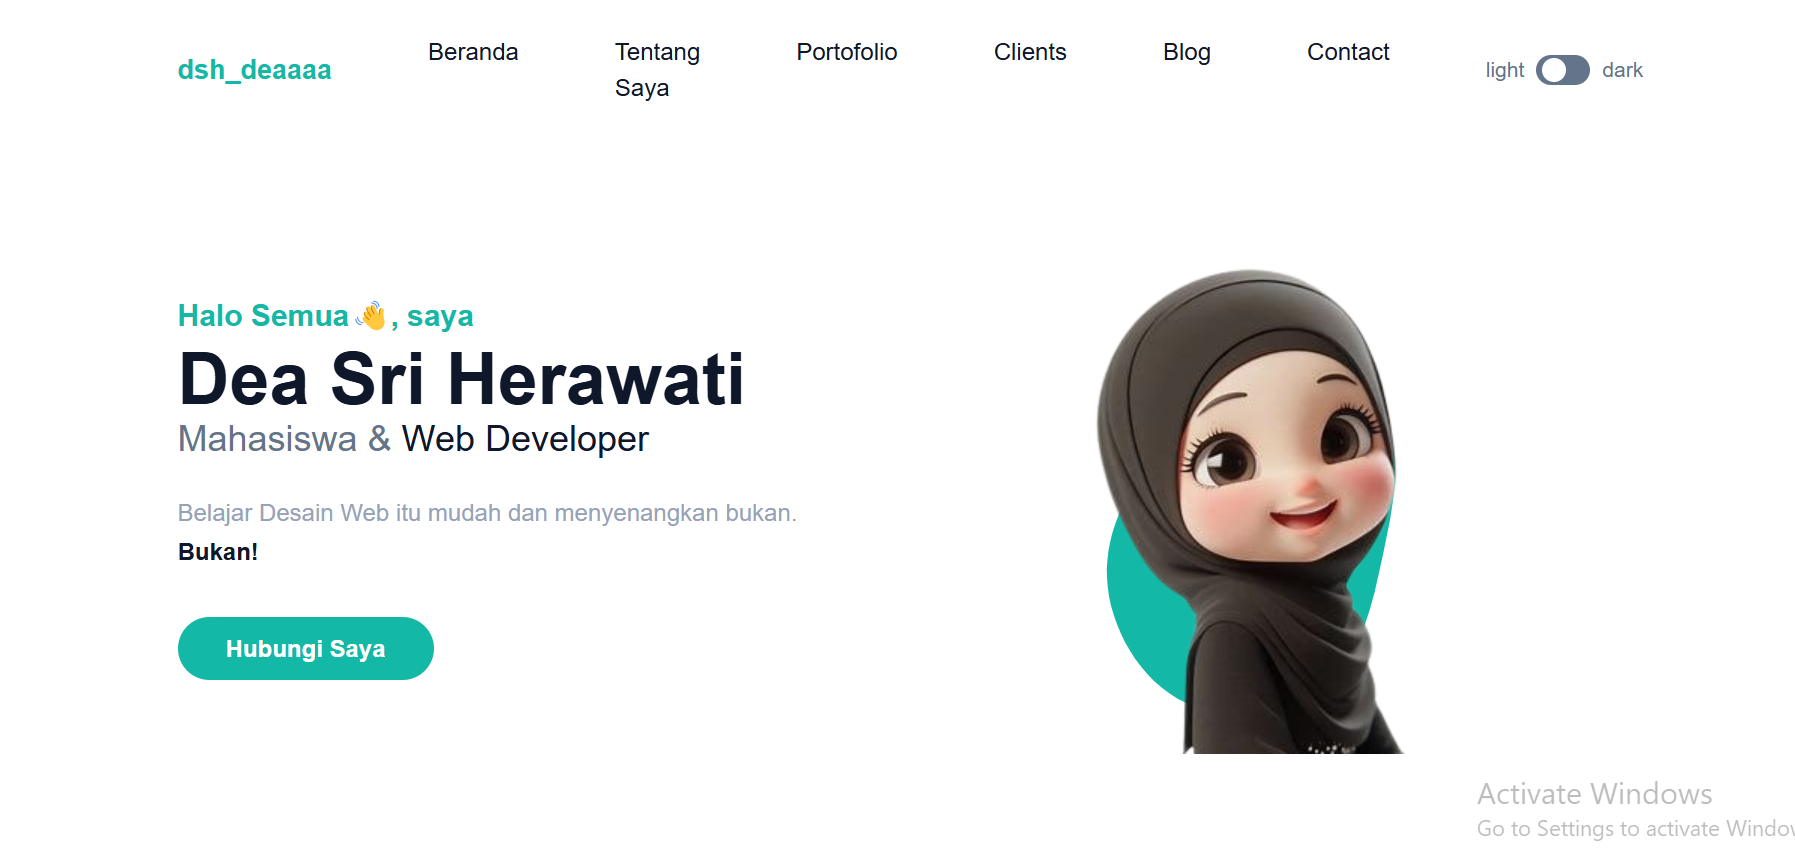 dsh_deaaaa
Beranda
Tentang
Saya
Portofolio
Clients
Blog
Contact
light
dark
Halo Semua👋, saya
Dea Sri Herawati
Mahasiswa & Web Developer
Belajar Desain Web itu mudah dan menyenangkan bukan.
Bukan!
Hubungi Saya
Activate Windows
Go to Settings to activate Window